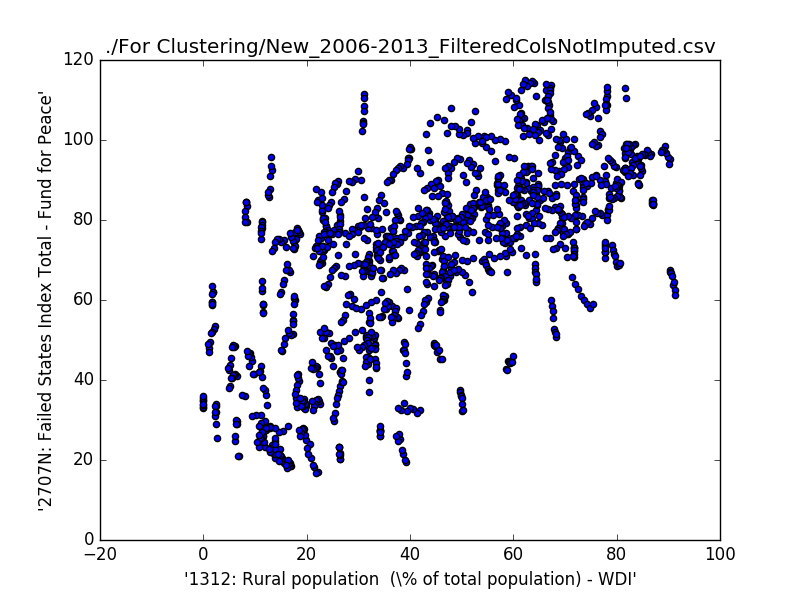 ./For Clustering/New_2006-2013_FilteredColsNotImputed.csv
120
100
80
60
40
20
0
'2707N: Failed States Index Total - Fund for Peace'
−20 0 20 40 60 80 100
'1312: Rural population  (\% of total population) - WDI'